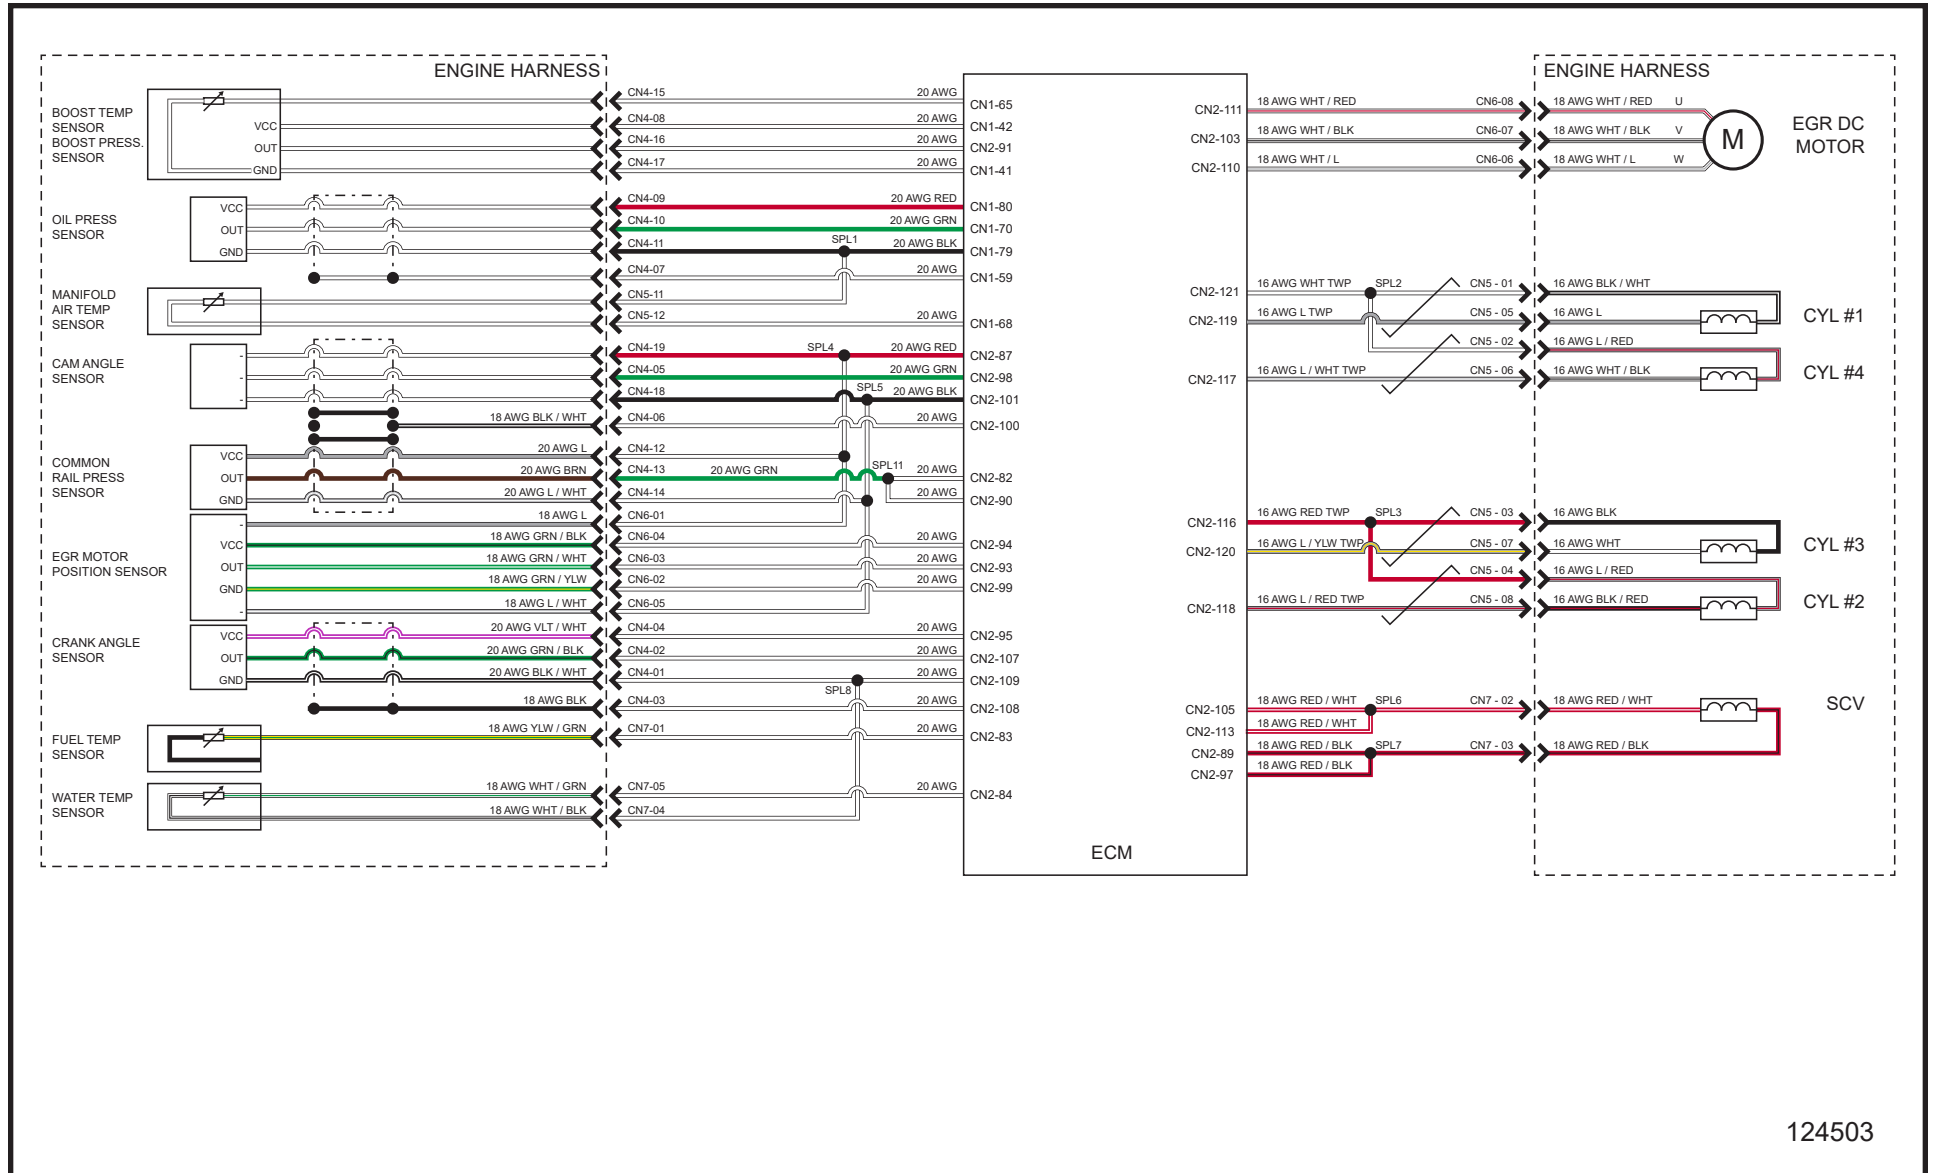 ENGINE HARNESS
BOOST TEMP
SENSOR
BOOST PRESS.
SENSOR
VCC
OUT
GND
CN4-15 20 AWG CN1-65
CN4-08 20 AWG CN1-42
CN4-16 20 AWG CN2-91
CN4-17 20 AWG CN1-41
OIL PRESS
SENSOR
VCC CN4-09 20 AWG RED CN1-80
OUT CN4-10 20 AWG GRN CN1-70
GND CN4-11 SPL1 20 AWG BLK CN1-79
CN4-07 20 AWG CN1-59
MANIFOLD
AIR TEMP
SENSOR
CN5-11
CN5-12 20 AWG CN1-68
CAM ANGLE
SENSOR
- CN4-19 SPL4 20 AWG RED CN2-87
- CN4-05 20 AWG GRN CN2-98
- CN4-18 SPL5 20 AWG BLK CN2-101
18 AWG BLK / WHT CN4-06 20 AWG CN2-100
COMMON
RAIL PRESS
SENSOR
VCC 20 AWG L CN4-12
OUT 20 AWG BRN CN4-13 20 AWG GRN SPL11 20 AWG CN2-82
GND 20 AWG L / WHT CN4-14 20 AWG CN2-90
EGR MOTOR
POSITION SENSOR
- 18 AWG L CN6-01
VCC 18 AWG GRN / BLK CN6-04 20 AWG CN2-94
OUT 18 AWG GRN / WHT CN6-03 20 AWG CN2-93
GND 18 AWG GRN / YLW CN6-02 20 AWG CN2-99
- 18 AWG L / WHT CN6-05
CRANK ANGLE
SENSOR
VCC 20 AWG VLT / WHT CN4-04 20 AWG CN2-95
OUT 20 AWG GRN / BLK CN4-02 20 AWG CN2-107
GND 20 AWG BLK / WHT CN4-01 SPL8 20 AWG CN2-109
18 AWG BLK CN4-03 20 AWG CN2-108
FUEL TEMP
SENSOR
18 AWG YLW / GRN CN7-01 20 AWG CN2-83
WATER TEMP
SENSOR
18 AWG WHT / GRN CN7-05 20 AWG CN2-84
18 AWG WHT / BLK CN7-04
ECM
ENGINE HARNESS
CN2-111 18 AWG WHT / RED CN6-08 18 AWG WHT / RED U
CN2-103 18 AWG WHT / BLK CN6-07 18 AWG WHT / BLK V
CN2-110 18 AWG WHT / L CN6-06 18 AWG WHT / L W
M
EGR DC
MOTOR
CN2-121 16 AWG WHT TWP SPL2 CN5 - 01 16 AWG BLK / WHT
CN2-119 16 AWG L TWP CN5 - 05 16 AWG L
CYL #1
CN5 - 02 16 AWG L / RED
CN2-117 16 AWG L / WHT TWP CN5 - 06 16 AWG WHT / BLK
CYL #4
CN2-116 16 AWG RED TWP SPL3 CN5 - 03 16 AWG BLK
CN2-120 16 AWG L / YLW TWP CN5 - 07 16 AWG WHT
CYL #3
CN5 - 04 16 AWG L / RED
CN2-118 16 AWG L / RED TWP CN5 - 08 16 AWG BLK / RED
CYL #2
CN2-105 18 AWG RED / WHT SPL6 CN7 - 02 18 AWG RED / WHT
SCV
CN2-113 18 AWG RED / WHT
CN2-89 18 AWG RED / BLK SPL7 CN7 - 03 18 AWG RED / BLK
CN2-97 18 AWG RED / BLK
124503